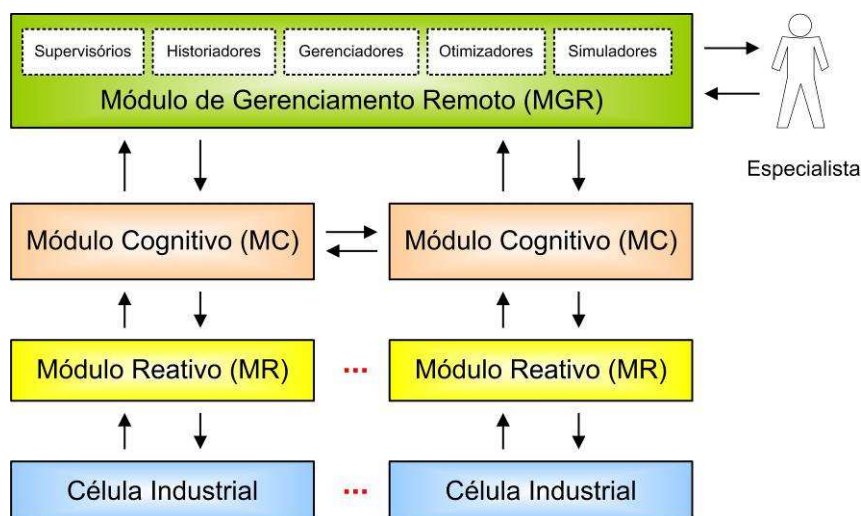 Supervisórios Historiadores Gerenciadores Otimizadores Simuladores
Módulo de Gerenciamento Remoto (MGR)
Especialista
Módulo Cognitivo (MC) Módulo Cognitivo (MC)
Módulo Reativo (MR) ... Módulo Reativo (MR)
Célula Industrial ... Célula Industrial